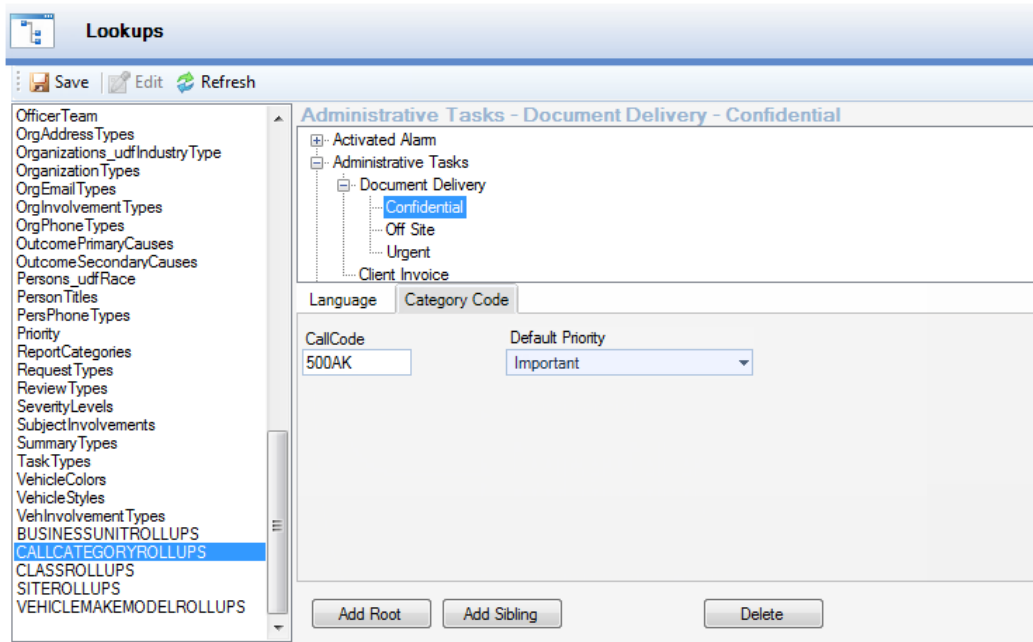 Lookups
Save Edit Refresh
OfficerTeam
OrgAddressTypes
Organizations_udfIndustryType
OrganizationTypes
OrgEmailTypes
OrgInvolvementTypes
OrgPhoneTypes
OutcomePrimaryCauses
OutcomeSecondaryCauses
Persons_udfRace
PersonTitles
PersPhoneTypes
Priority
ReportCategories
RequestTypes
ReviewTypes
SeverityLevels
SubjectInvolvements
SummaryTypes
TaskTypes
VehicleColors
VehicleStyles
VehInvolvementTypes
BUSINESSUNITROLLUPS
CALLCATEGORYROLLUPS
CLASSROLLUPS
SITEROLLUPS
VEHICLEMAKEMODELROLLUPS
Administrative Tasks - Document Delivery - Confidential
Activated Alarm
Administrative Tasks
Document Delivery
Confidential
Off Site
Urgent
Client Invoice
Language Category Code
CallCode Default Priority
500AK Important
Add Root Add Sibling Delete